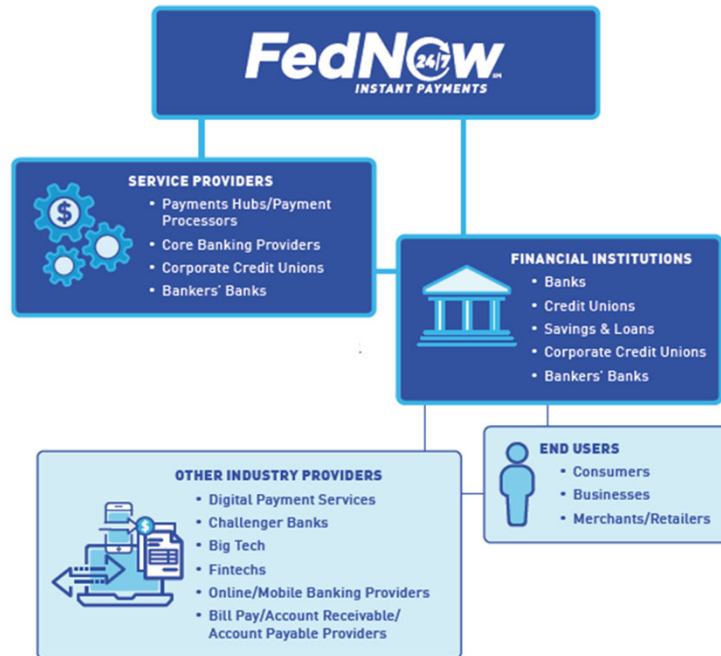 FedNow
24/7
SM
INSTANT PAYMENTS
SERVICE PROVIDERS
$
• Payments Hubs/Payment
Processors
• Core Banking Providers
• Corporate Credit Unions
• Bankers' Banks
FINANCIAL INSTITUTIONS
• Banks
• Credit Unions
• Savings & Loans
• Corporate Credit Unions
• Bankers' Banks
END USERS
• Consumers
• Businesses
• Merchants/Retailers
OTHER INDUSTRY PROVIDERS
$
• Digital Payment Services
• Challenger Banks
• Big Tech
• Fintechs
• Online/Mobile Banking Providers
• Bill Pay/Account Receivable/
Account Payable Providers